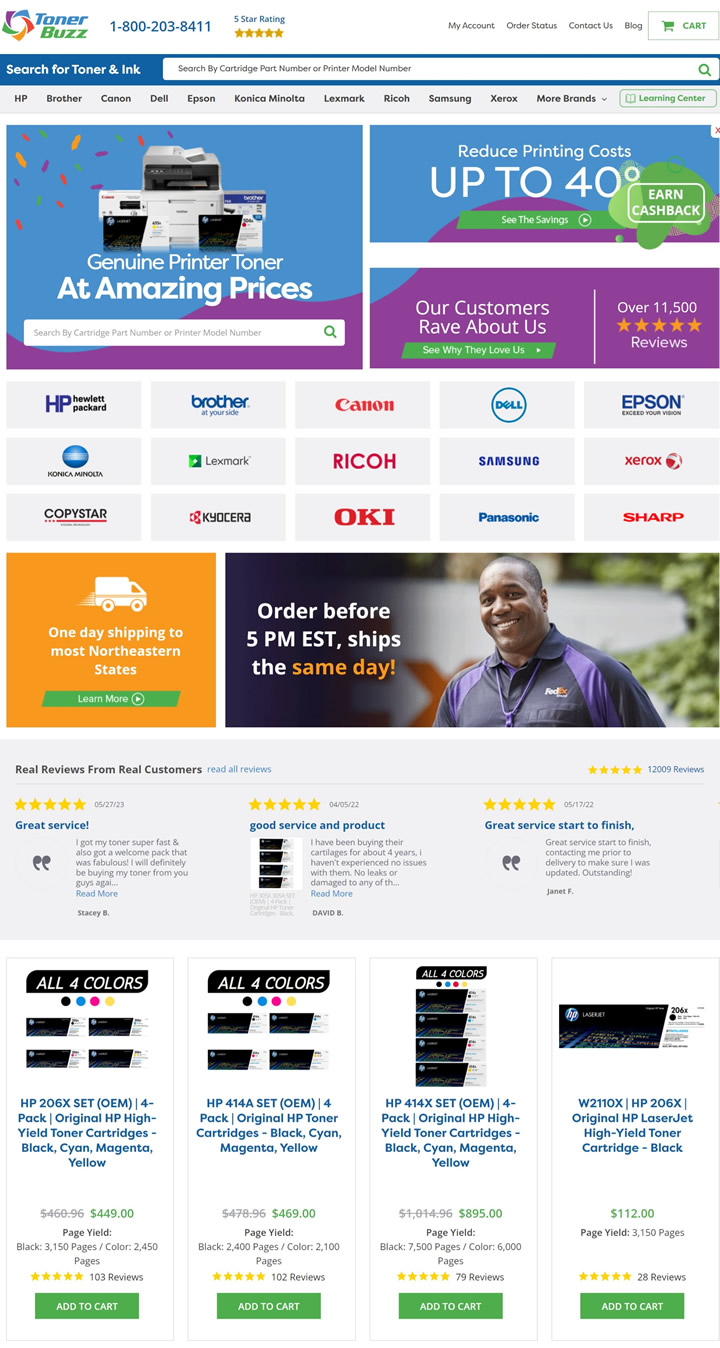 Toner Buzz
1-800-203-8411
5 Star Rating
My Account
Order Status
Contact Us
Blog
CART
Search for Toner & Ink
Search By Cartridge Part Number or Printer Model Number
HP
Brother
Canon
Dell
Epson
Konica Minolta
Lexmark
Ricoh
Samsung
Xerox
More Brands
Learning Center
Genuine Printer Toner
At Amazing Prices
Search By Cartridge Part Number or Printer Model Number
X
Reduce Printing Costs
UP TO 40
See The Savings
EARN
CASHBACK
Our Customers
Rave About Us
See Why They Love Us
Over 11,500
Reviews
HP hewlett
packard
brother
at your side
Canon
DELL
EPSON
EXCEED YOUR VISION
KONICA MINOLTA
Lexmark
RICOH
SAMSUNG
xerox
COPYSTAR
KYOCERA
OKI
Panasonic
SHARP
One day shipping to
most Northeastern
States
Learn More
Order before
5 PM EST, ships
the same day!
FedEx
Real Reviews From Real Customers read all reviews
12009 Reviews
05/27/23
Great service!
I got my toner super fast &
also got a welcome pack that
was fabulous! I will definitely
be buying my toner from you
guys agai...
Read More
Stacey B.
04/05/22
good service and product
HP 305A 305A SET
(OEM) | 4 Pack |
Original HP Toner
Cartridges - Black,
I have been buying their
cartilages for about 4 years, i
haven't experienced no issues
with them. No leaks or
damaged to any of th...
Read More
DAVID B.
05/17/22
Great service start to finish,
Great service start to finish,
contacting me prior to
delivery to make sure I was
updated. Outstanding!
Janet F.
ALL 4 COLORS
HP 206X SET (OEM) | 4-
Pack | Original HP High-
Yield Toner Cartridges -
Black, Cyan, Magenta,
Yellow
$460.96 $449.00
Page Yield:
Black: 3,150 Pages / Color: 2,450
Pages
103 Reviews
ADD TO CART
ALL 4 COLORS
HP 414A SET (OEM) | 4
Pack | Original HP Toner
Cartridges - Black, Cyan,
Magenta, Yellow
$478.96 $469.00
Page Yield:
Black: 2,400 Pages / Color: 2,100
Pages
102 Reviews
ADD TO CART
ALL 4 COLORS
HP 414X SET (OEM) | 4-
Pack | Original HP High-
Yield Toner Cartridges -
Black, Cyan, Magenta,
Yellow
$1,014.96 $895.00
Page Yield:
Black: 7,500 Pages / Color: 6,000
Pages
79 Reviews
ADD TO CART
hp LASERJET
206x
W2110X | HP 206X |
Original HP LaserJet
High-Yield Toner
Cartridge - Black
$112.00
Page Yield: 3,150 Pages
28 Reviews
ADD TO CART